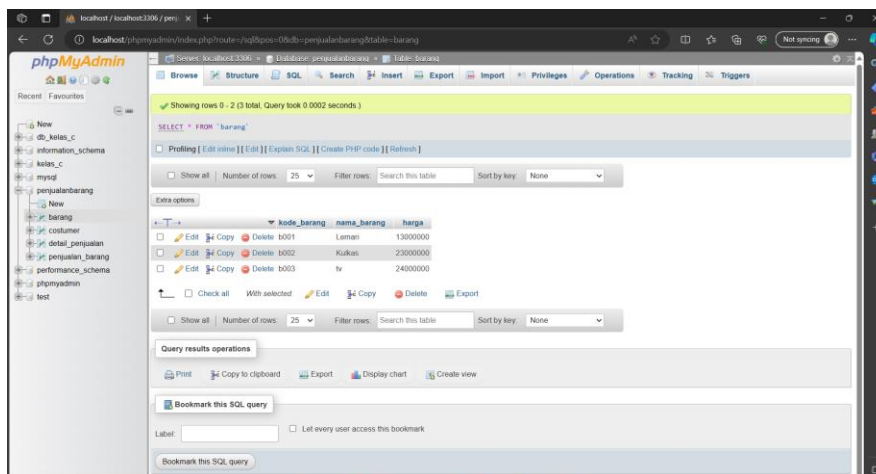 localhost / localhost:3306 / penj
localhost/phpmyadmin/index.php?route=/sql&pos=0&db=penjualanbarang&table=barang
Not syncing
phpMyAdmin
Recent Favourites
New
db_kelas_c
information_schema
kelas_c
mysql
penjualanbarang
New
barang
costumer
detail_penjualan
penjualan_barang
performance_schema
phpmyadmin
test
Server: localhost:3306 » Database: penjualanbarang » Table: barang
Browse Structure SQL Search Insert Export Import Privileges Operations Tracking Triggers
Showing rows 0 - 2 (3 total, Query took 0.0002 seconds.)
SELECT * FROM `barang`
Profiling [ Edit inline ] [ Edit ] [ Explain SQL ] [ Create PHP code ] [ Refresh ]
Show all Number of rows: 25 Filter rows: Search this table Sort by key: None
Extra options
kode_barang nama_barang harga
Edit Copy Delete b001 Lemari 13000000
Edit Copy Delete b002 Kulkas 23000000
Edit Copy Delete b003 tv 24000000
Check all With selected: Edit Copy Delete Export
Show all Number of rows: 25 Filter rows: Search this table Sort by key: None
Query results operations
Print Copy to clipboard Export Display chart Create view
Bookmark this SQL query
Label: Let every user access this bookmark
Bookmark this SQL query